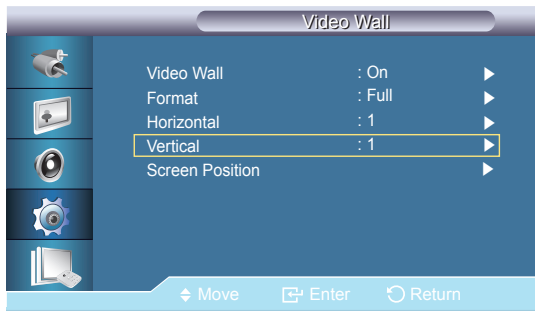 Video Wall
Video Wall : On
Format : Full
Horizontal : 1
Vertical : 1
Screen Position
Move Enter Return